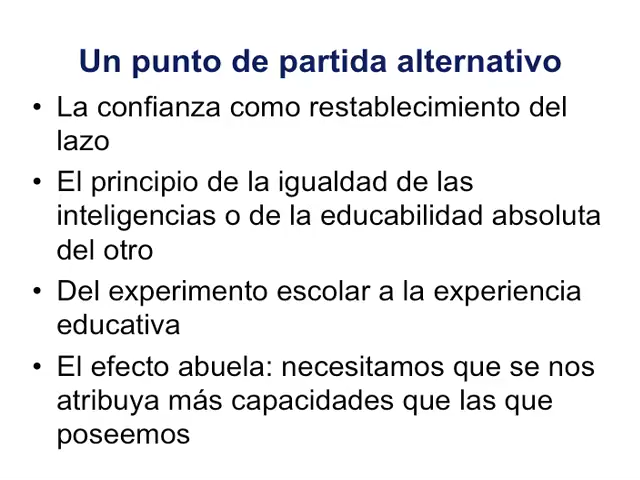 Un punto de partida alternativo
• La confianza como restablecimiento del
lazo
• El principio de la igualdad de las
inteligencias o de la educabilidad absoluta
del otro
• Del experimento escolar a la experiencia
educativa
• El efecto abuela: necesitamos que se nos
atribuya más capacidades que las que
poseemos